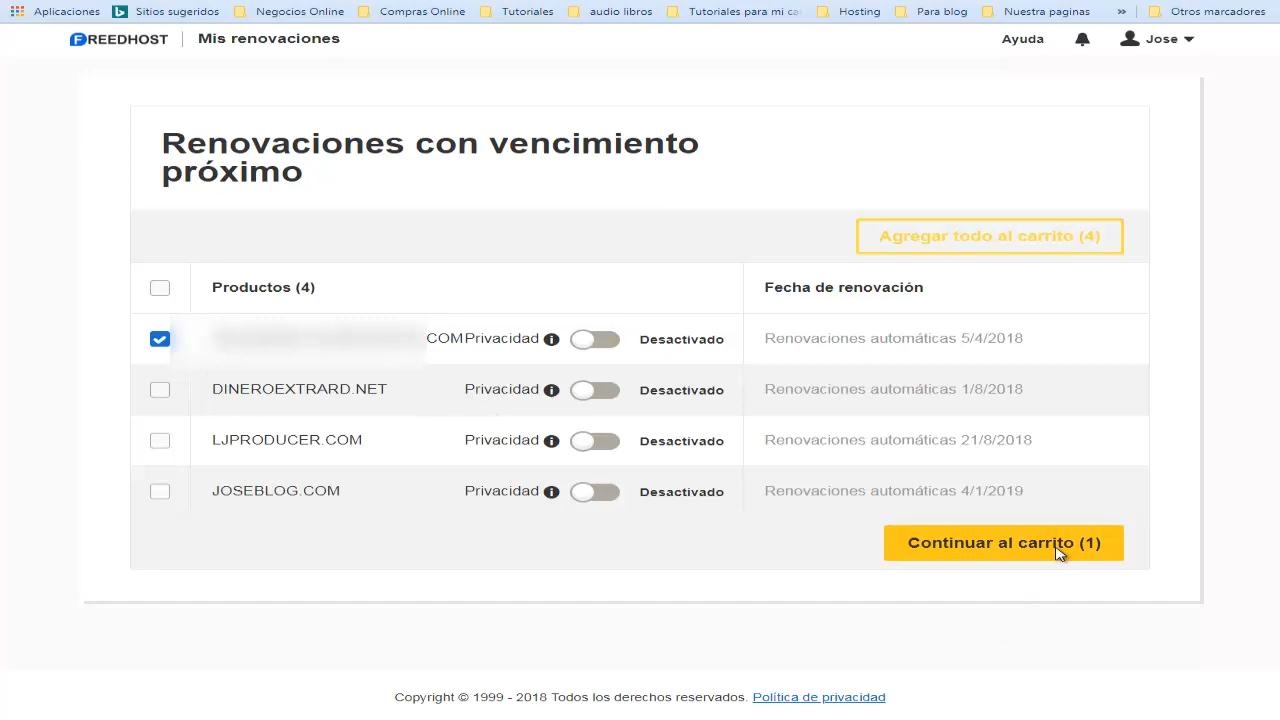 Aplicaciones Sitios sugeridos Negocios Online Compras Online Tutoriales audio libros Tutoriales para mi ca Hosting Para blog Nuestra paginas » Otros marcadores
FREEDHOST Mis renovaciones Ayuda Jose
Renovaciones con vencimiento
próximo
Agregar todo al carrito (4)
Productos (4) Fecha de renovación
COM Privacidad Desactivado Renovaciones automáticas 5/4/2018
DINEROEXTRARD.NET Privacidad Desactivado Renovaciones automáticas 1/8/2018
LJPRODUCER.COM Privacidad Desactivado Renovaciones automáticas 21/8/2018
JOSEBLOG.COM Privacidad Desactivado Renovaciones automáticas 4/1/2019
Continuar al carrito (1)
Copyright © 1999 - 2018 Todos los derechos reservados. Política de privacidad